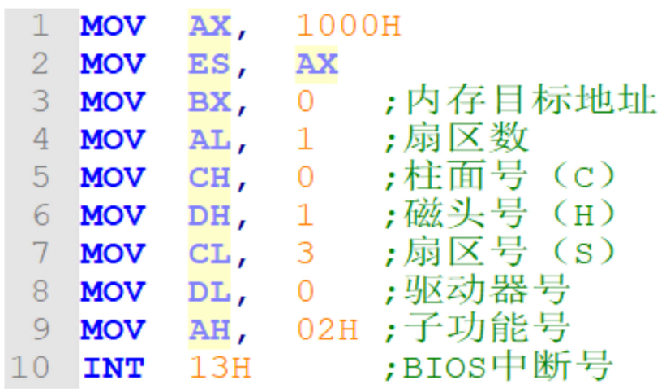 1 MOV AX, 1000H
2 MOV ES, AX
3 MOV BX, 0 ;内存目标地址
4 MOV AL, 1 ;扇区数
5 MOV CH, 0 ;柱面号（C）
6 MOV DH, 1 ;磁头号（H）
7 MOV CL, 3 ;扇区号（S）
8 MOV DL, 0 ;驱动器号
9 MOV AH, 02H ;子功能号
10 INT 13H ;BIOS中断号